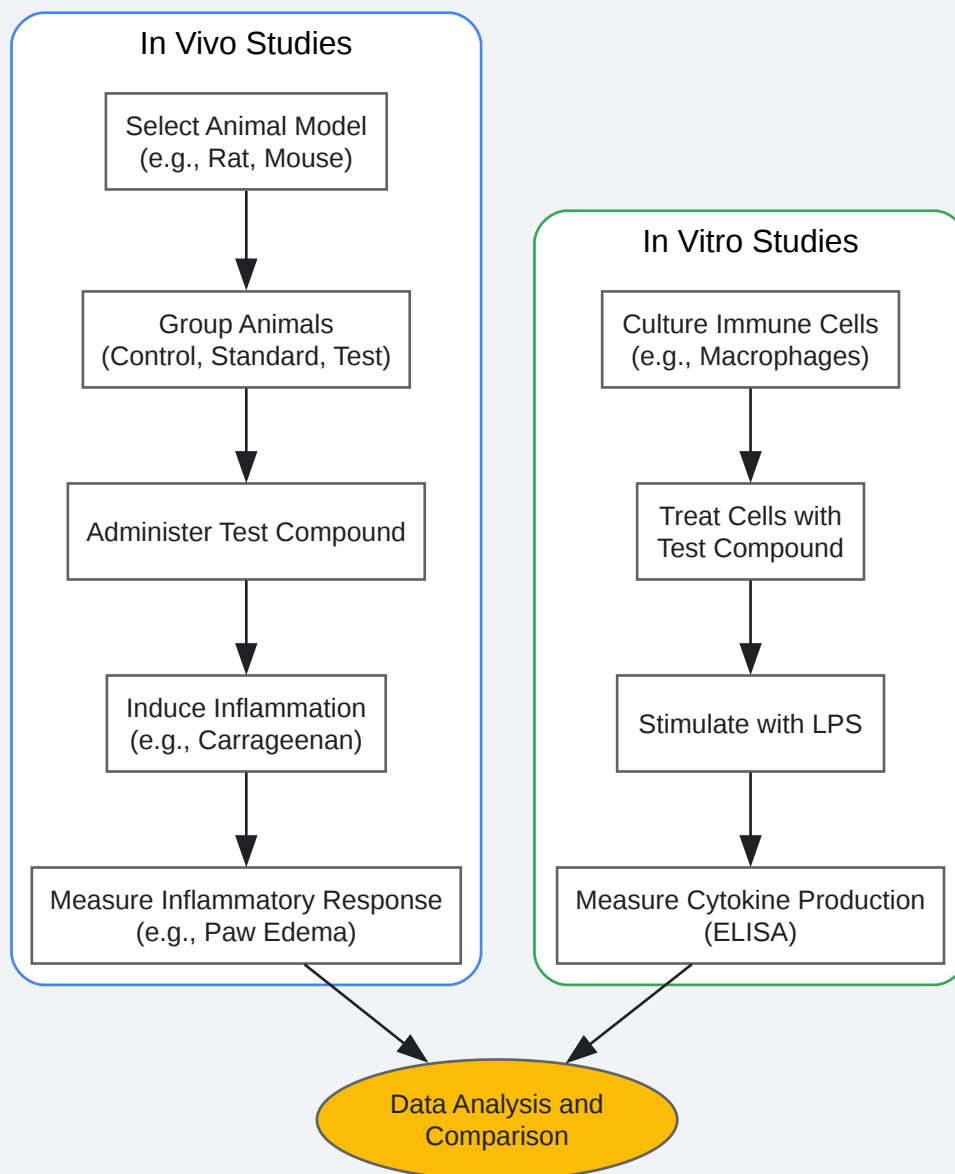 In Vivo Studies
Select Animal Model
(e.g., Rat, Mouse)
Group Animals
(Control, Standard, Test)
Administer Test Compound
Induce Inflammation
(e.g., Carrageenan)
Measure Inflammatory Response
(e.g., Paw Edema)
In Vitro Studies
Culture Immune Cells
(e.g., Macrophages)
Treat Cells with
Test Compound
Stimulate with LPS
Measure Cytokine Production
(ELISA)
Data Analysis and
Comparison